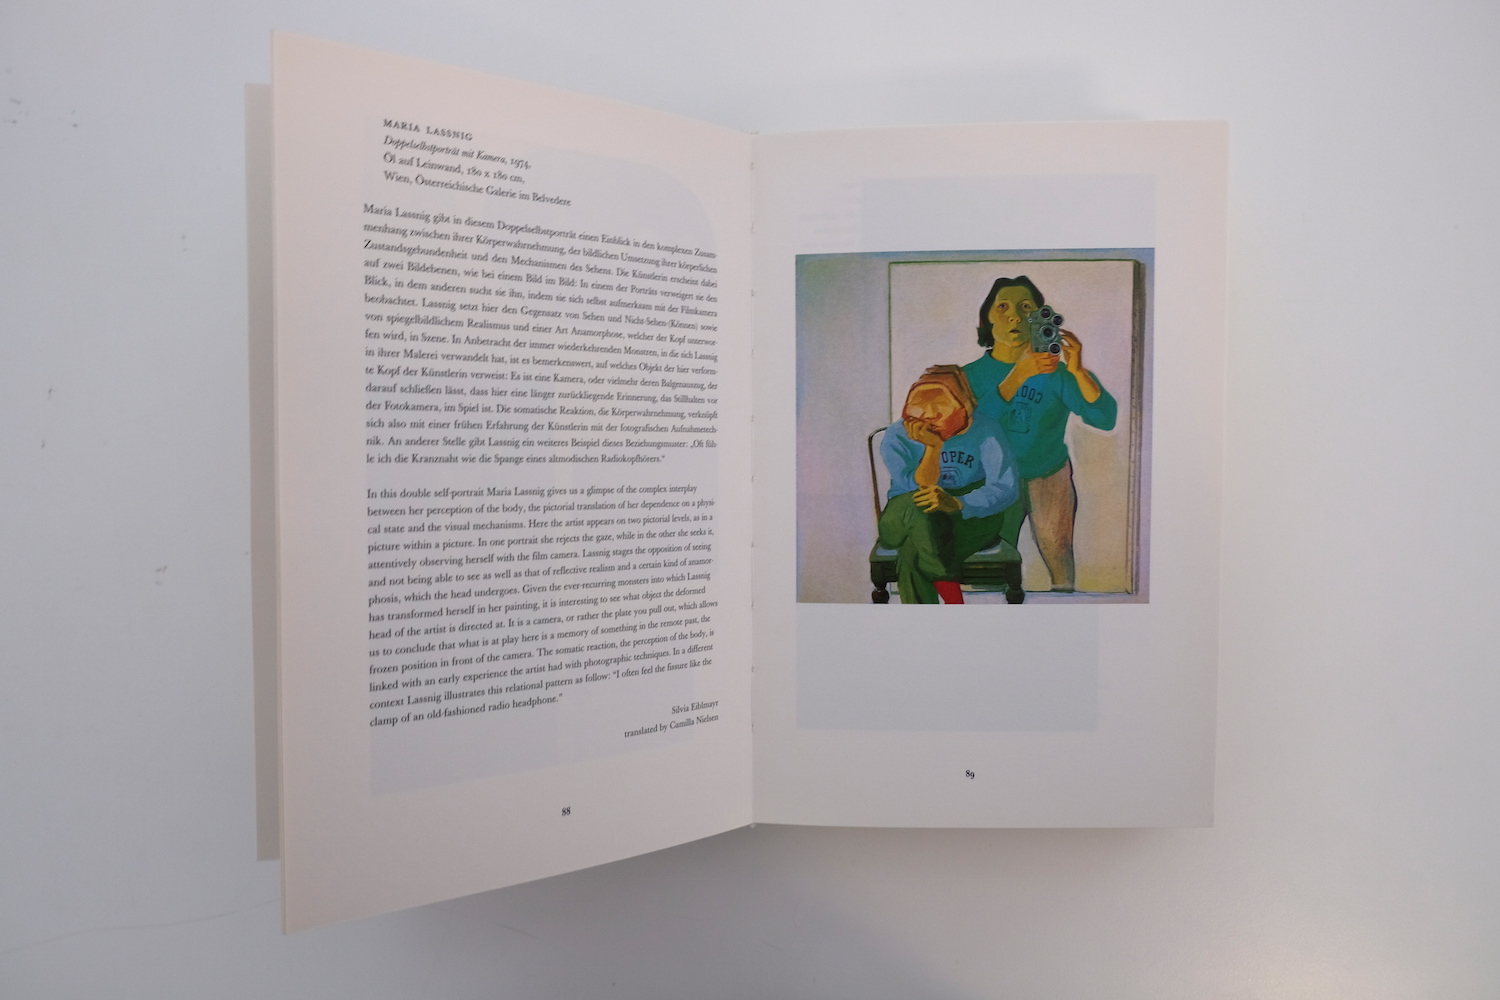 MARIA LASSNIG
Doppelselbstporträt mit Kamera, 1974,
Öl auf Leinwand, 180 x 180 cm,
Wien, Österreichische Galerie im Belvedere
Maria Lassnig gibt in diesem Doppelselbstporträt einen Einblick in den komplexen Zusam-
menhang zwischen ihrer Körperwahrnehmung, der bildlichen Umsetzung ihrer körperlichen
Zustandsgebundenheit und den Mechanismen des Sehens. Die Künstlerin erscheint dabei
auf zwei Bildebenen, wie bei einem Bild im Bild: In einem der Porträts verweigert sie den
Blick, in dem anderen sucht sie ihn, indem sie sich selbst aufmerksam mit der Filmkamera
beobachtet. Lassnig setzt hier den Gegensatz von Sehen und Nicht-Sehen-(Können) sowie
von spiegelbildlichem Realismus und einer Art Anamorphose, welcher der Kopf unterwor-
fen wird, in Szene. In Anbetracht der immer wiederkehrenden Monstren, in die sich Lassnig
in ihrer Malerei verwandelt hat, ist es bemerkenswert, auf welches Objekt der hier verform-
te Kopf der Künstlerin verweist: Es ist eine Kamera, oder vielmehr deren Balgenauszug, der
darauf schließen lässt, dass hier eine länger zurückliegende Erinnerung, das Stillhalten vor
der Fotokamera, im Spiel ist. Die somatische Reaktion, die Körperwahrnehmung, verknüpft
sich also mit einer frühen Erfahrung der Künstlerin mit der fotografischen Aufnahmetech-
nik. An anderer Stelle gibt Lassnig ein weiteres Beispiel dieses Beziehungsmuster: „Oft füh-
le ich die Kranznaht wie die Spange eines altmodischen Radiokopfhörers.“
In this double self-portrait Maria Lassnig gives us a glimpse of the complex interplay
between her perception of the body, the pictorial translation of her dependence on a physi-
cal state and the visual mechanisms. Here the artist appears on two pictorial levels, as in a
picture within a picture. In one portrait she rejects the gaze, while in the other she seeks it,
attentively observing herself with the film camera. Lassnig stages the opposition of seeing
and not being able to see as well as that of reflective realism and a certain kind of anamor-
phosis, which the head undergoes. Given the ever-recurring monsters into which Lassnig
has transformed herself in her painting, it is interesting to see what object the deformed
head of the artist is directed at. It is a camera, or rather the plate you pull out, which allows
us to conclude that what is at play here is a memory of something in the remote past, the
frozen position in front of the camera. The somatic reaction, the perception of the body, is
linked with an early experience the artist had with photographic techniques. In a different
context Lassnig illustrates this relational pattern as follow: “I often feel the fissure like the
clamp of an old-fashioned radio headphone.”
Silvia Eiblmayr
translated by Camilla Nielsen
88
OPER
89